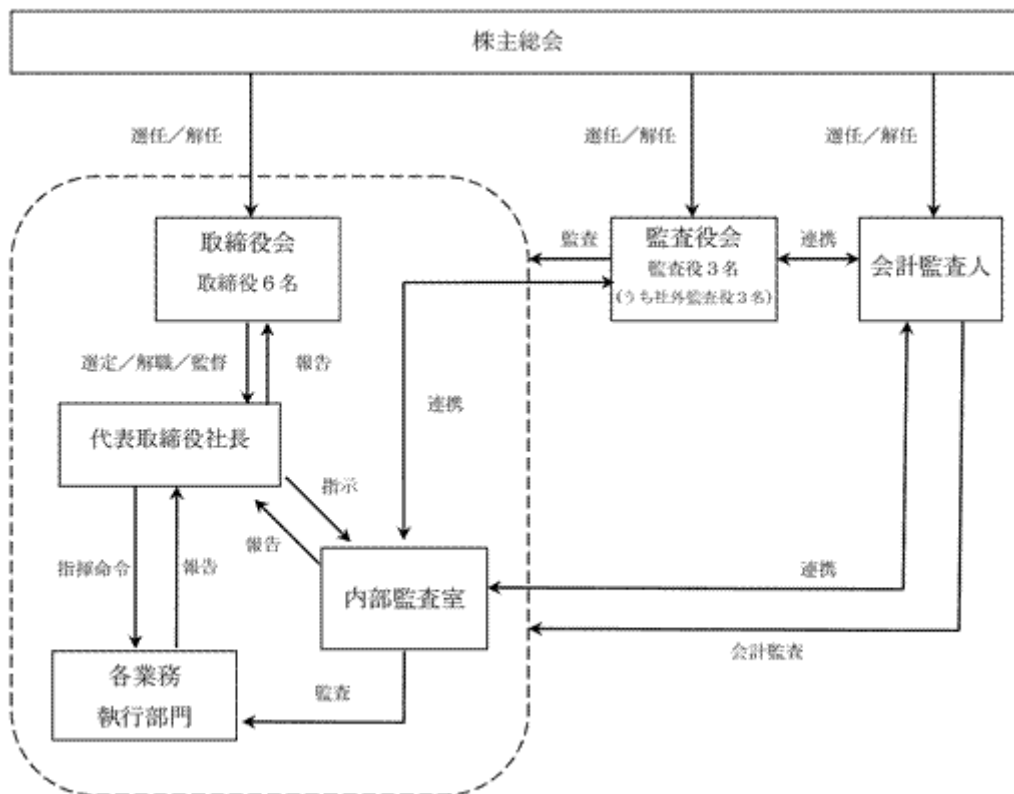 株主総会
選任／解任
選任／解任
選任／解任
取締役会
取締役６名
監査
監査役会
監査役３名
(うち社外監査役３名)
連携
会計監査人
選定／解職／監督
報告
連携
代表取締役社長
指示
報告
指揮命令
報告
内部監査室
連携
会計監査
各業務
執行部門
監査